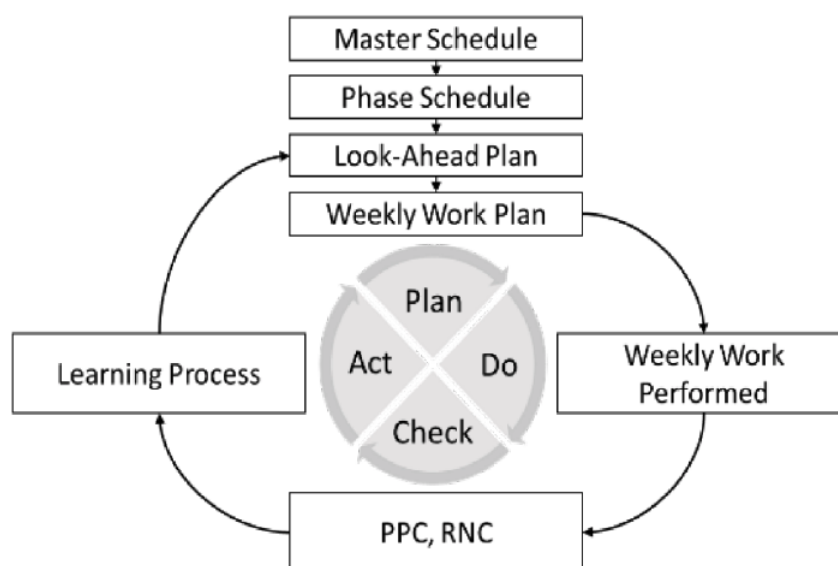 Master Schedule
Phase Schedule
Look-Ahead Plan
Weekly Work Plan
Plan
Act
Do
Check
Learning Process
Weekly Work
Performed
PPC, RNC